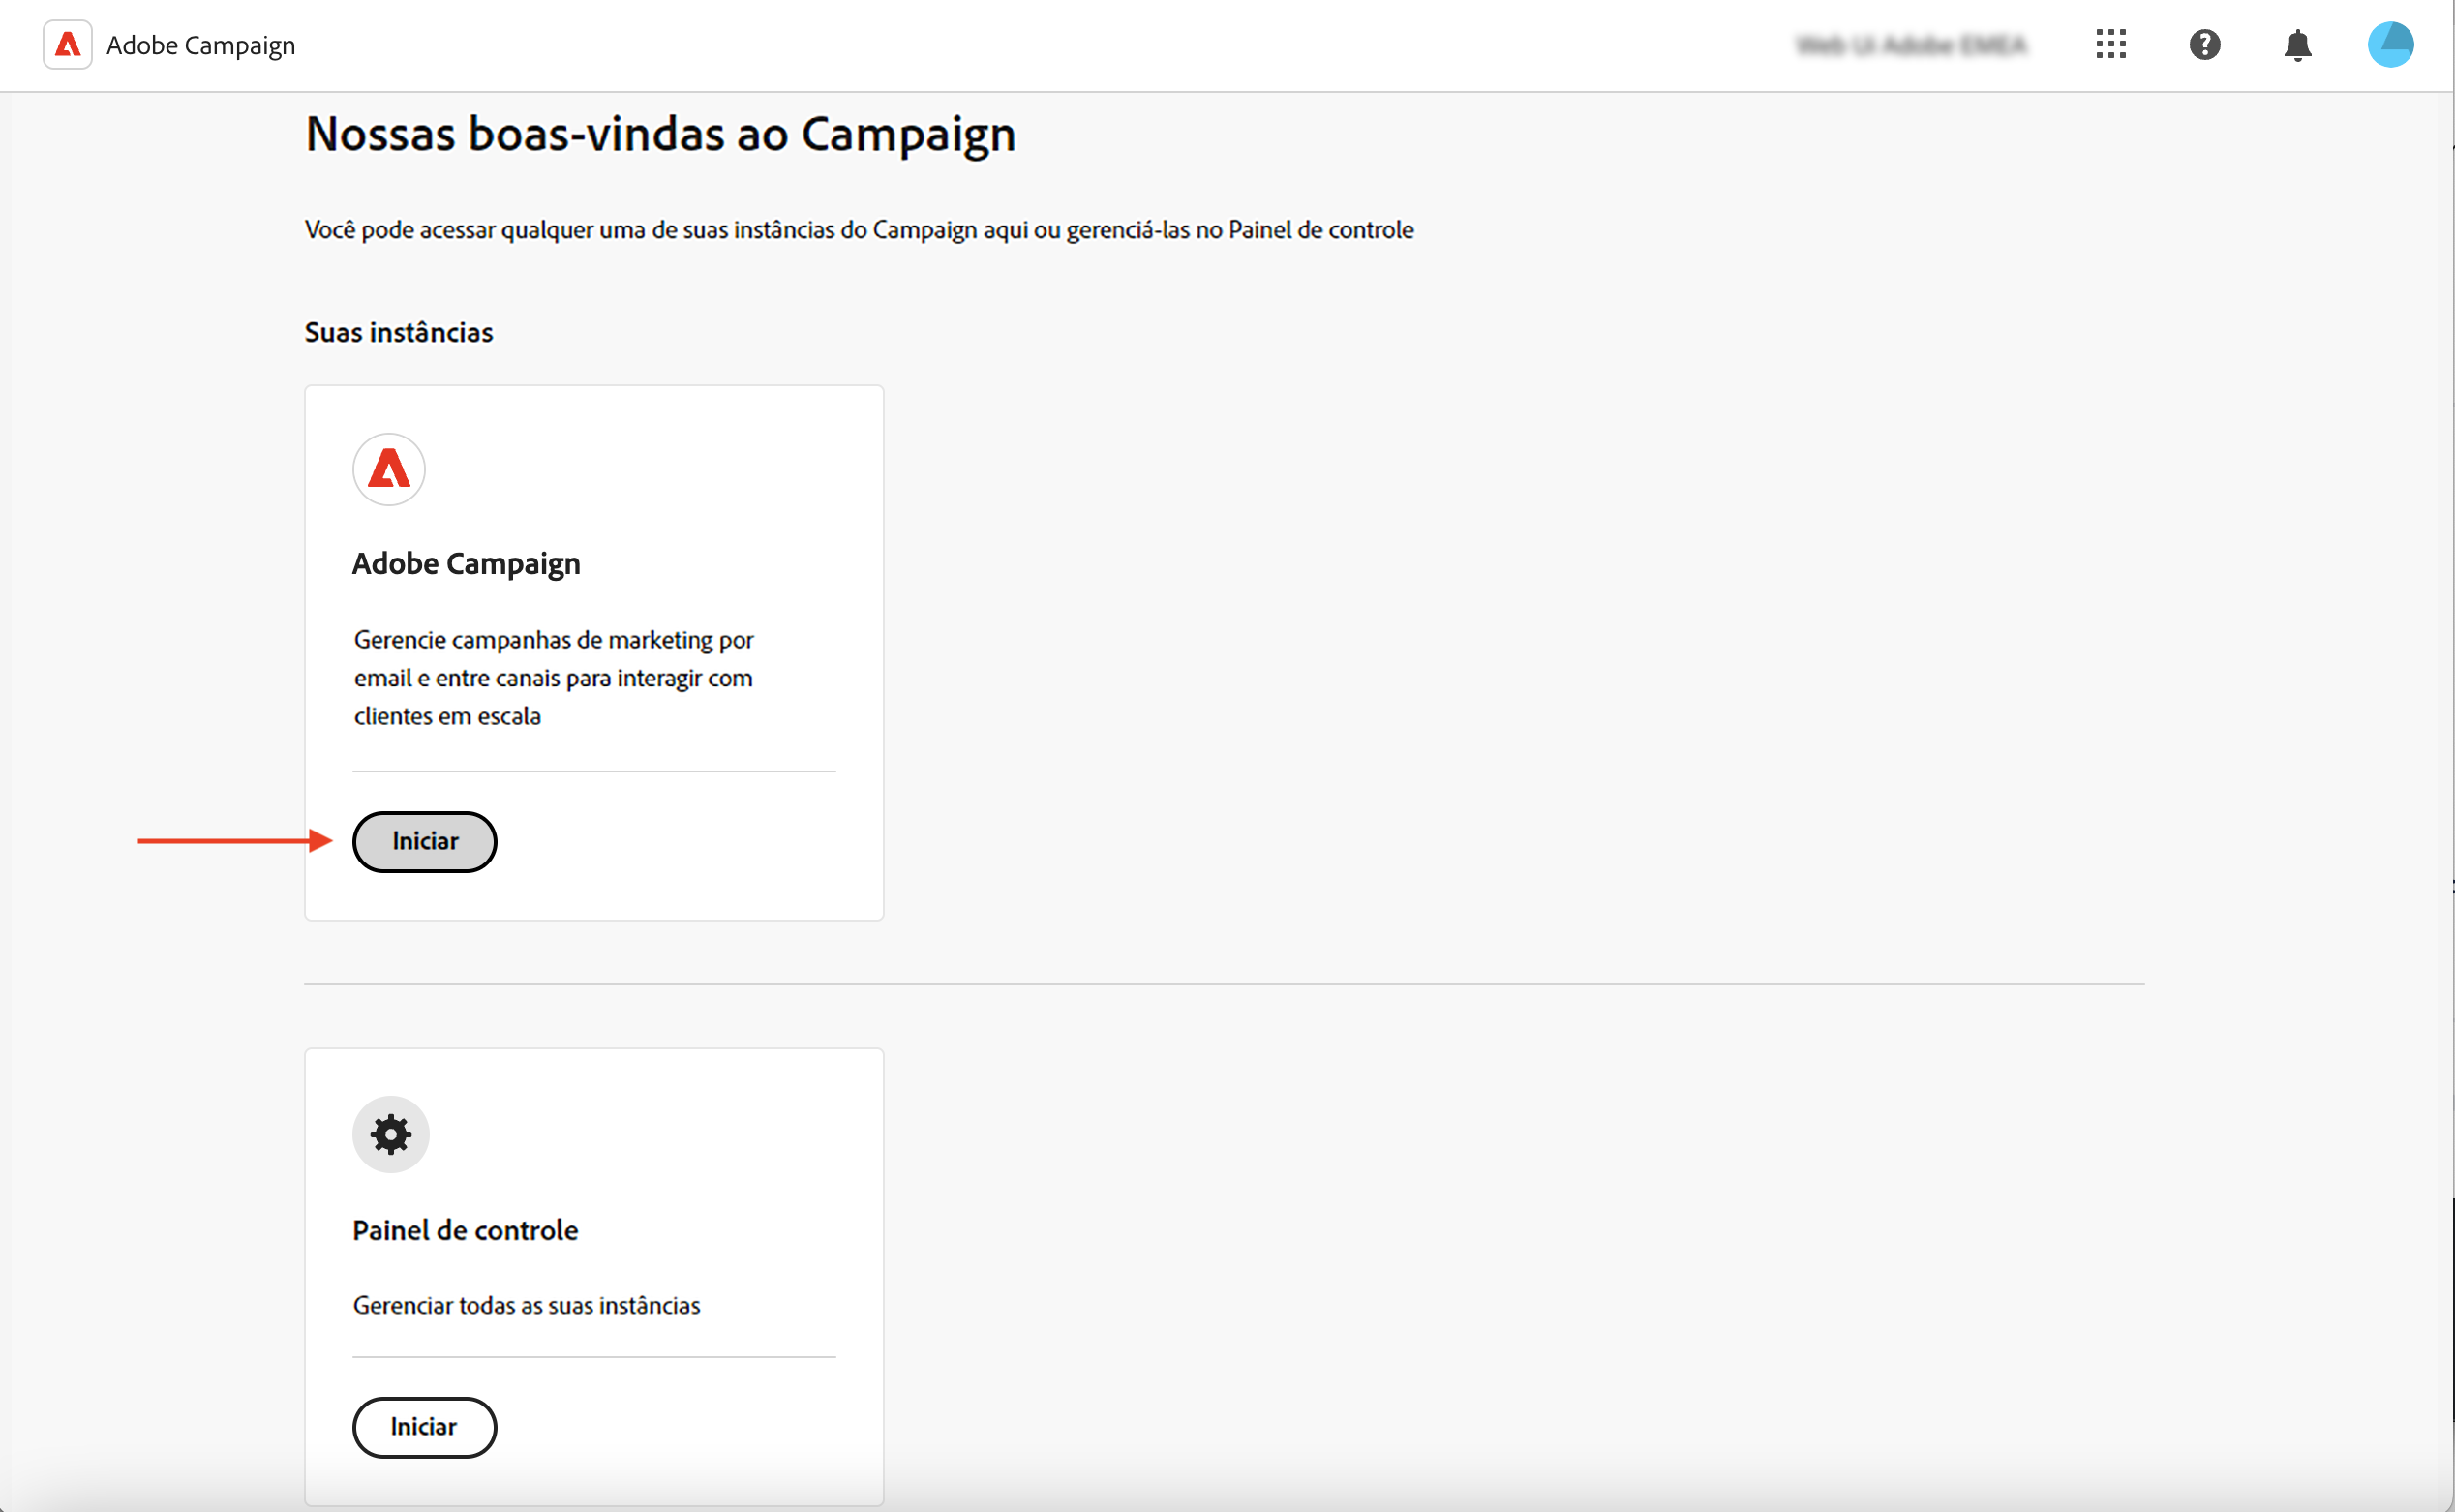 Adobe Campaign
Nossas boas-vindas ao Campaign
Você pode acessar qualquer uma de suas instâncias do Campaign aqui ou gerenciá-las no Painel de controle
Suas instâncias
Adobe Campaign
Gerencie campanhas de marketing por
email e entre canais para interagir com
clientes em escala
Iniciar
Painel de controle
Gerenciar todas as suas instâncias
Iniciar